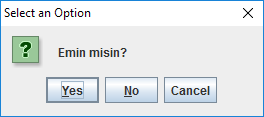 Select an Option
Emin misin?
Yes No Cancel